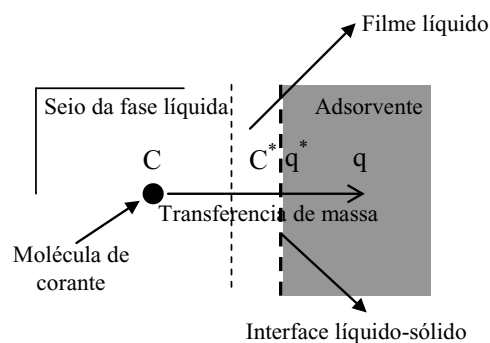 Filme líquido
Seio da fase líquida
Adsorvente
C
C*
q*
q
Transferencia de massa
Molécula de
corante
Interface líquido-sólido